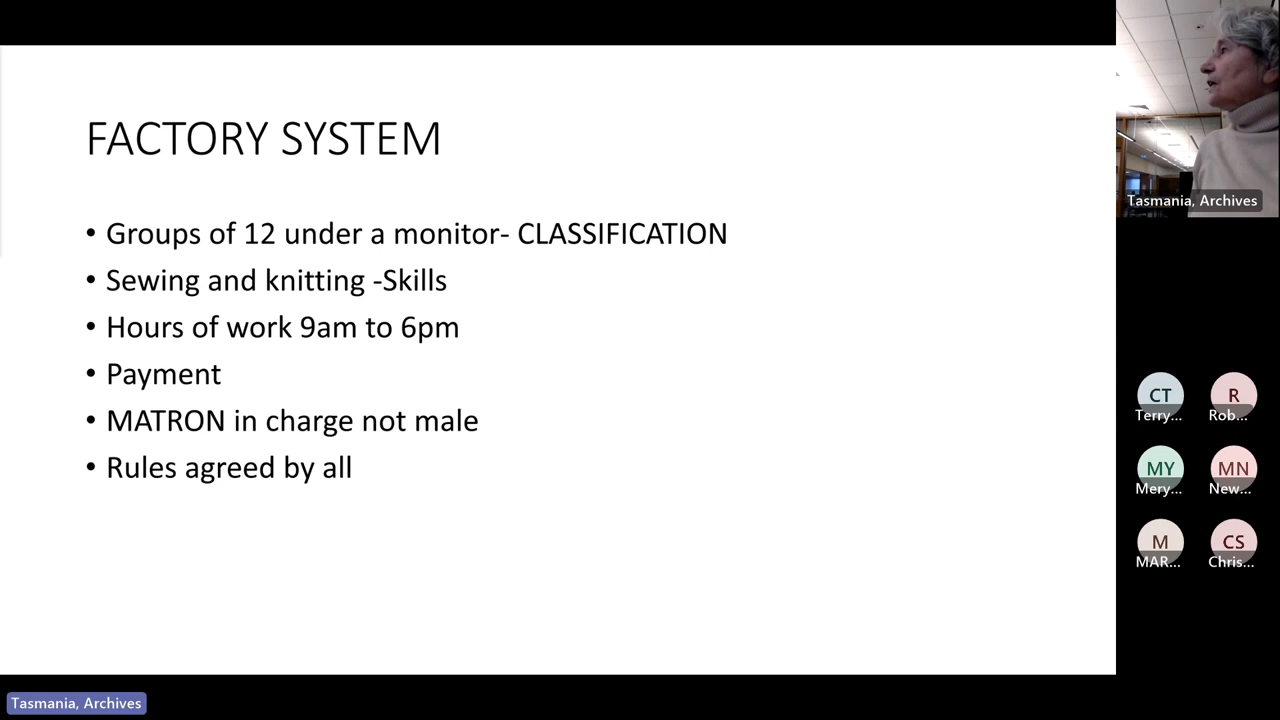 FACTORY SYSTEM
• Groups of 12 under a monitor- CLASSIFICATION
• Sewing and knitting -Skills
• Hours of work 9am to 6pm
• Payment
• MATRON in charge not male
• Rules agreed by all
Tasmania, Archives
CT
Terry...
R
Rob...
MY
Mery...
MN
New...
M
MAR...
CS
Chris...
Tasmania, Archives